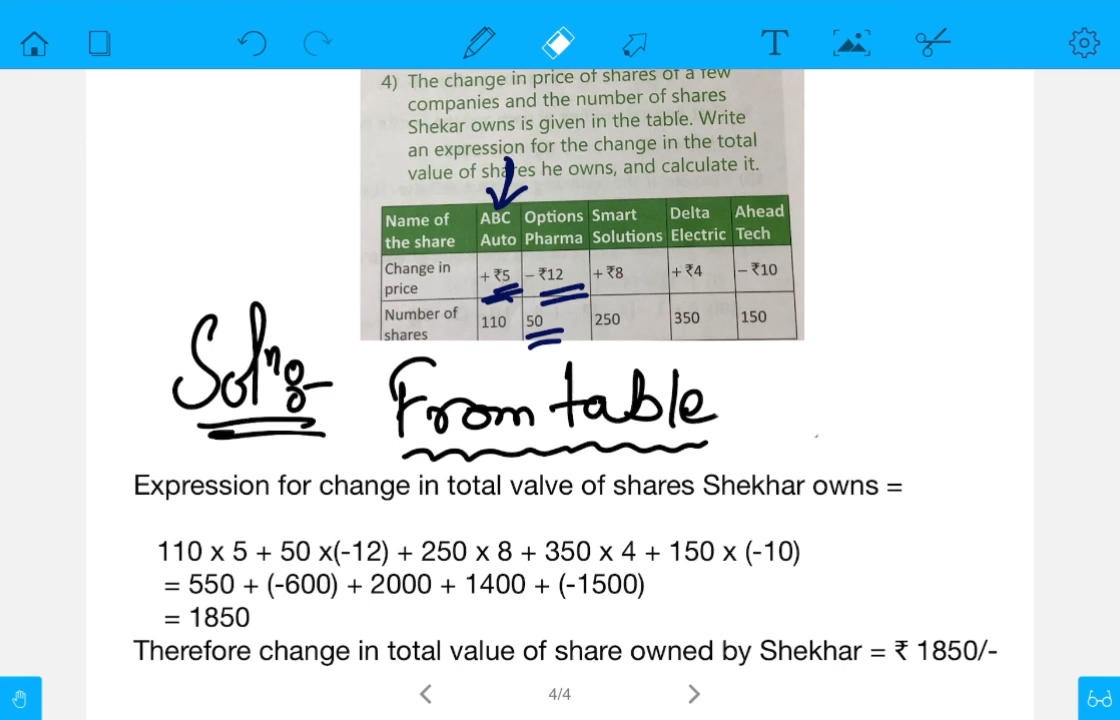 4) The change in price of shares of a few
companies and the number of shares
Shekar owns is given in the table. Write
an expression for the change in the total
value of shares he owns, and calculate it.
Name of the share ABC Auto Options Pharma Smart Solutions Delta Electric Ahead Tech
Change in price + ₹5 – ₹12 + ₹8 + ₹4 – ₹10
Number of shares 110 50 250 350 150
Soln:-
From table
Expression for change in total valve of shares Shekhar owns =
110 x 5 + 50 x(-12) + 250 x 8 + 350 x 4 + 150 x (-10)
= 550 + (-600) + 2000 + 1400 + (-1500)
= 1850
Therefore change in total value of share owned by Shekhar = ₹ 1850/-
4/4